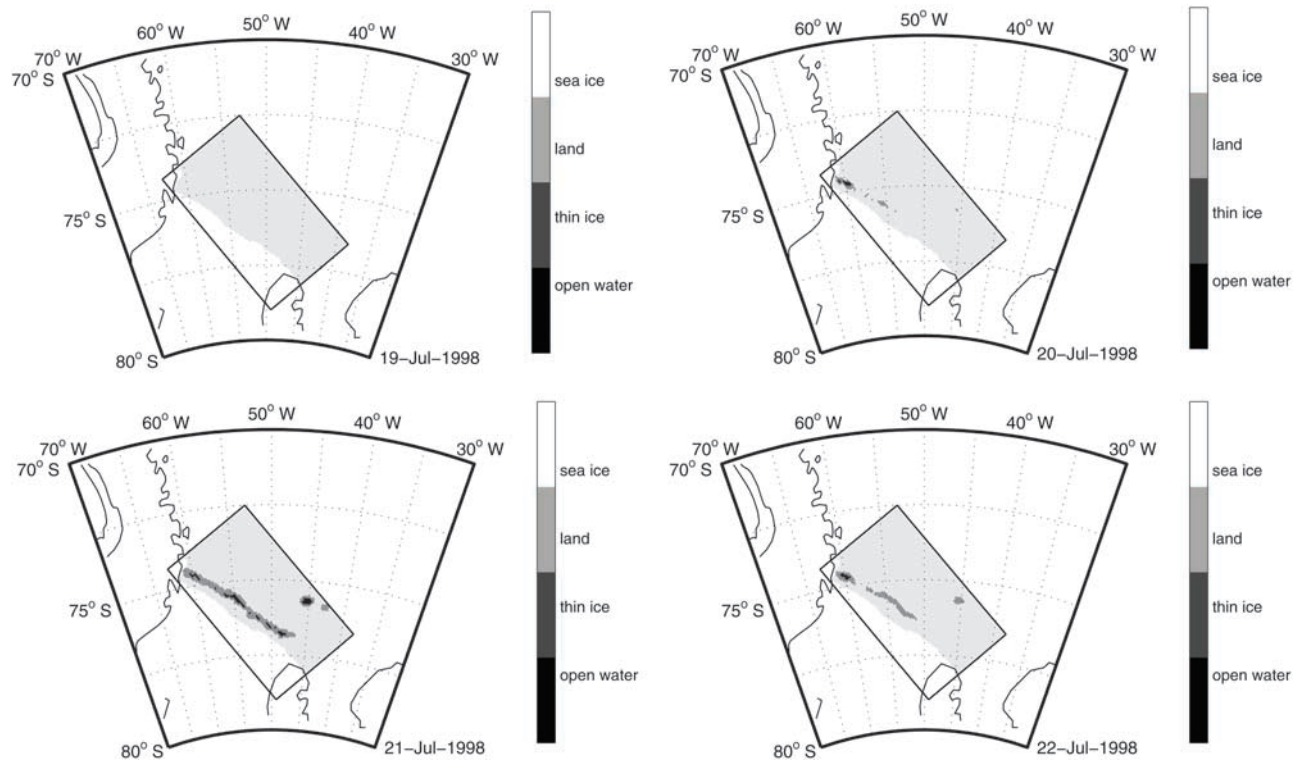 50° W
60° W
40° W
70° W
30° W
70° S
75° S
80° S
19–Jul–1998
sea ice
land
thin ice
open water
50° W
60° W
40° W
70° W
30° W
70° S
75° S
80° S
20–Jul–1998
sea ice
land
thin ice
open water
50° W
60° W
40° W
70° W
30° W
70° S
75° S
80° S
21–Jul–1998
sea ice
land
thin ice
open water
50° W
60° W
40° W
70° W
30° W
70° S
75° S
80° S
22–Jul–1998
sea ice
land
thin ice
open water